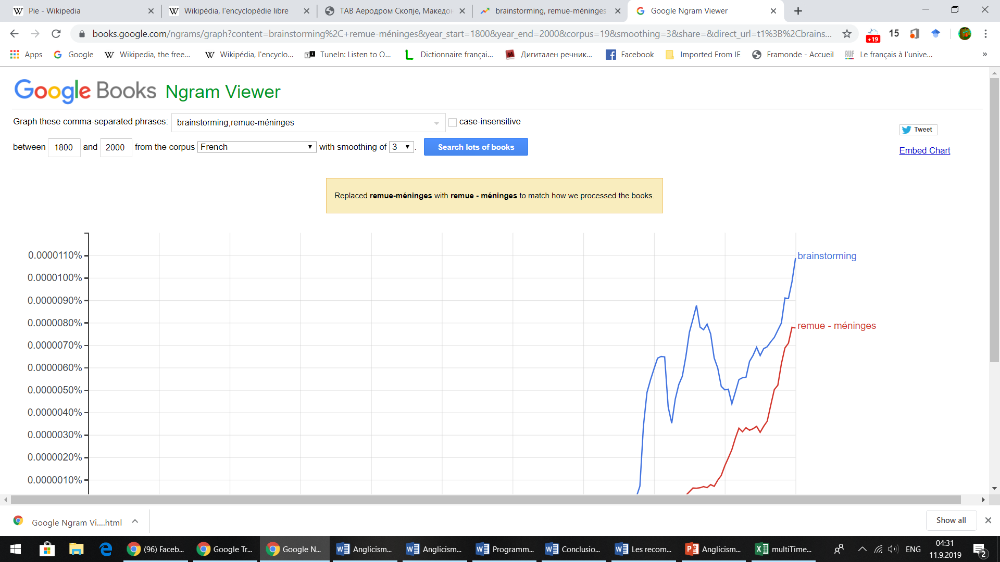 Pie - Wikipedia
Wikipédia, l'encyclopédie libre
ТАВ Аеродром Скопје, Македон
brainstorming, remue-méninges
Google Ngram Viewer
books.google.com/ngrams/graph?content=brainstorming%2C+remue-méninges&year_start=1800&year_end=2000&corpus=19&smoothing=3&share=&direct_url=t1%3B%2Cbrains...
+19
15
Apps
Google
Wikipedia, the free...
Wikipédia, l'encyclo...
TuneIn: Listen to O...
Dictionnaire françai...
Дигитален речник...
Facebook
Imported From IE
Framonde - Accueil
Le français à l'unive...
»
Google Books Ngram Viewer
Graph these comma-separated phrases: brainstorming,remue-méninges case-insensitive
between 1800 and 2000 from the corpus French with smoothing of 3 . Search lots of books
Tweet
Embed Chart
Replaced remue-méninges with remue - méninges to match how we processed the books.
0.0000110%
0.0000100%
0.0000090%
0.0000080%
0.0000070%
0.0000060%
0.0000050%
0.0000040%
0.0000030%
0.0000020%
0.0000010%
brainstorming
remue - méninges
Google Ngram Vi....html
Show all
(96) Faceb...
Google Tr...
Google N...
Anglicism...
Anglicism...
Programm...
Conclusio...
Les recom...
Anglicism...
multiTime...
ENG
04:31
11.9.2019
2